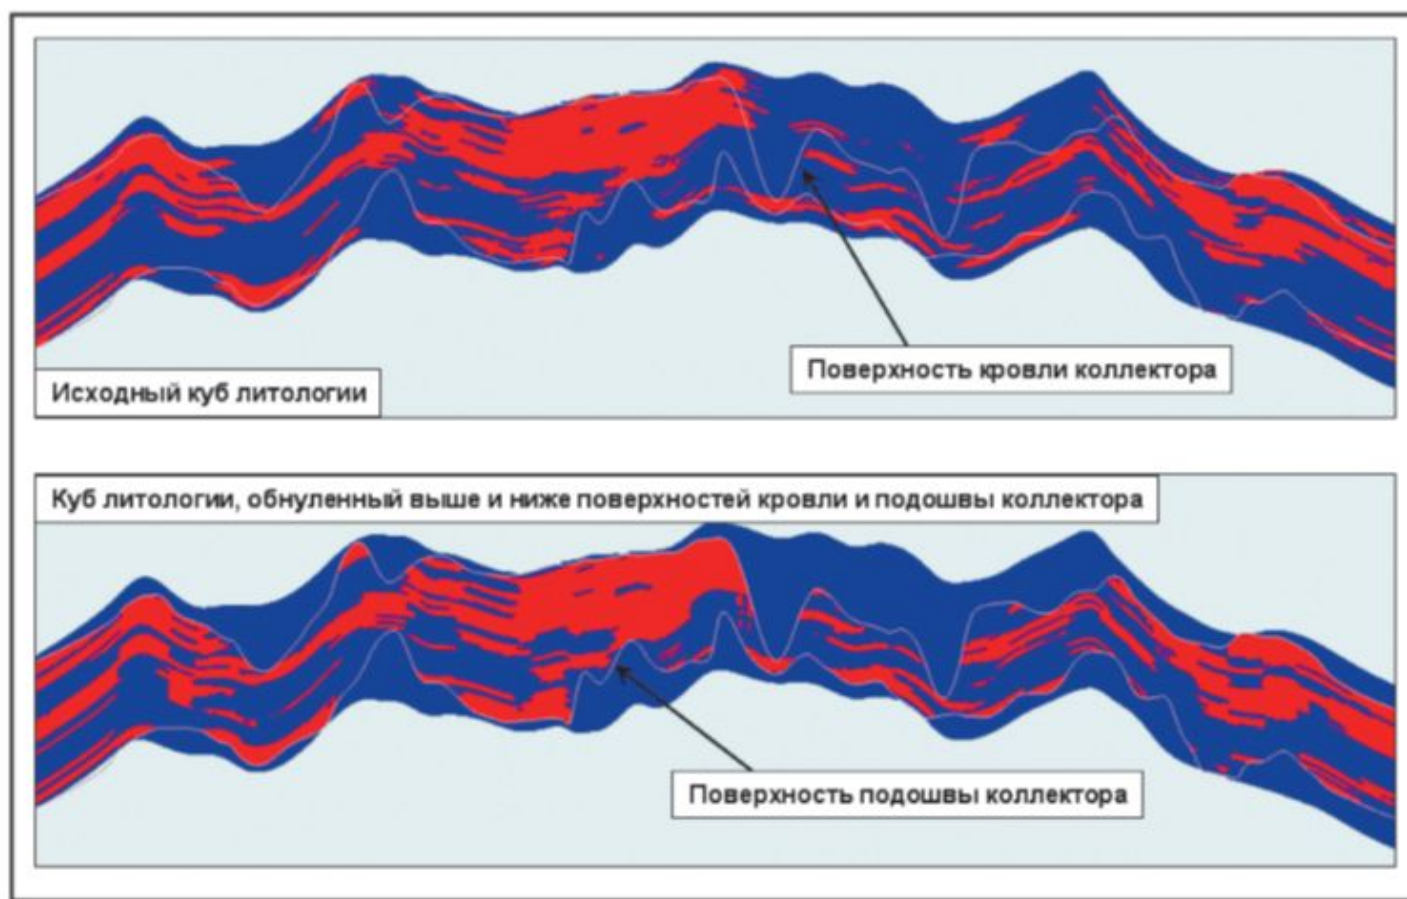 Поверхность кровли коллектора
Исходный куб литологии
Куб литологии, обнуленный выше и ниже поверхностей кровли и подошвы коллектора
Поверхность подошвы коллектора